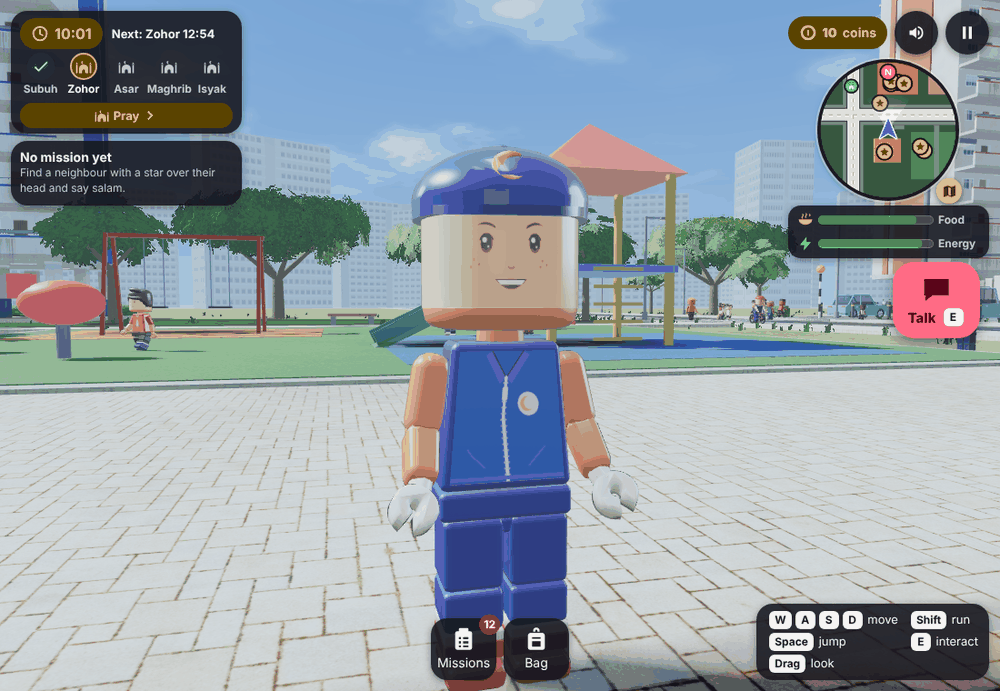 10:01
Next: Zohor 12:54
Subuh
Zohor
Asar
Maghrib
Isyak
Pray
No mission yet
Find a neighbour with a star over their
head and say salam.
10 coins
N
Food
Energy
Talk E
12
Missions
Bag
W A S D move Shift run
Space jump E interact
Drag look